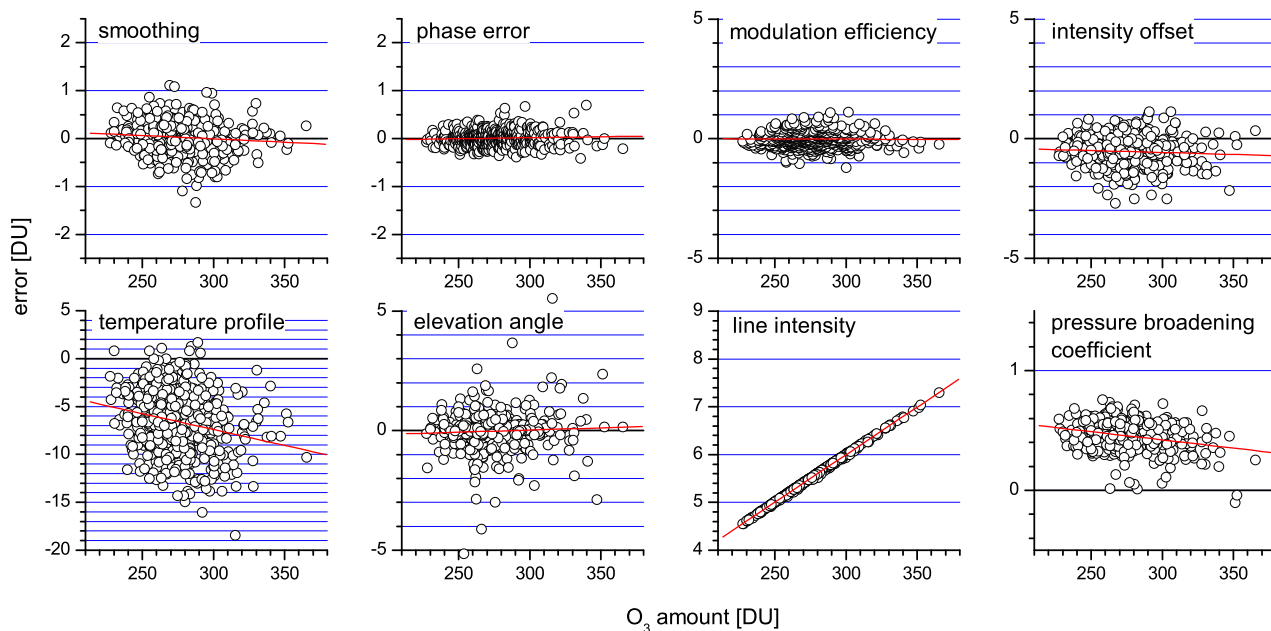 smoothing
phase error
modulation efficiency
intensity offset
2
1
0
-1
-2
250 300 350
2
1
0
-1
-2
250 300 350
5
0
-5
250 300 350
5
0
-5
250 300 350
error [DU]
temperature profile
elevation angle
line intensity
pressure broadening
coefficient
5
0
-5
-10
-15
-20
250 300 350
5
0
-5
250 300 350
9
8
7
6
5
4
250 300 350
1
0
250 300 350
O₃ amount [DU]